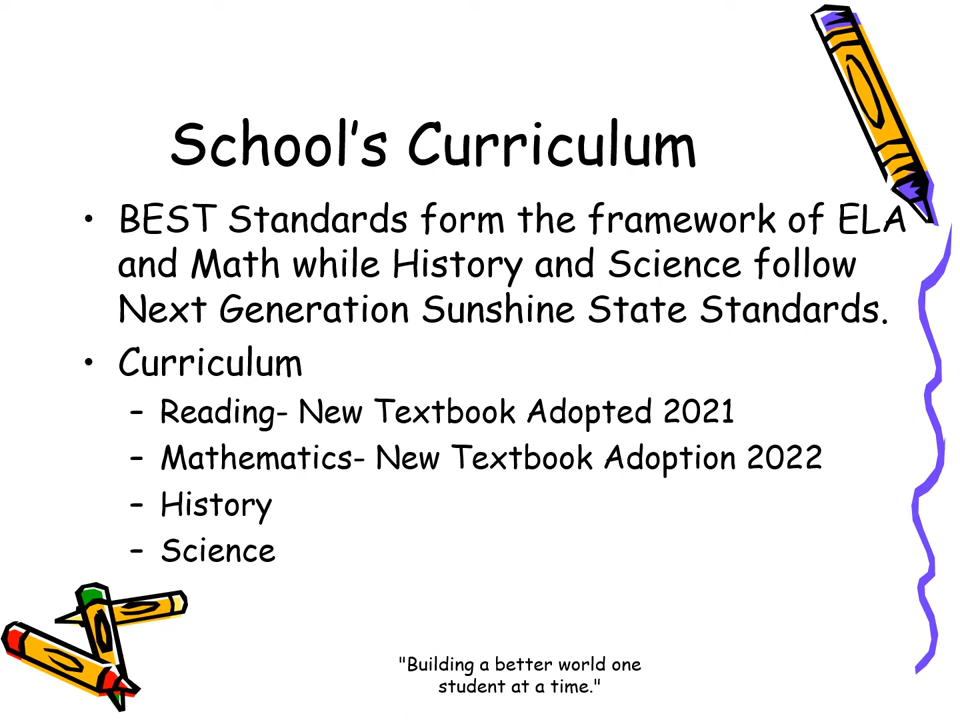 School's Curriculum
• BEST Standards form the framework of ELA
and Math while History and Science follow
Next Generation Sunshine State Standards.
• Curriculum
– Reading- New Textbook Adopted 2021
– Mathematics- New Textbook Adoption 2022
– History
– Science
"Building a better world one
student at a time."